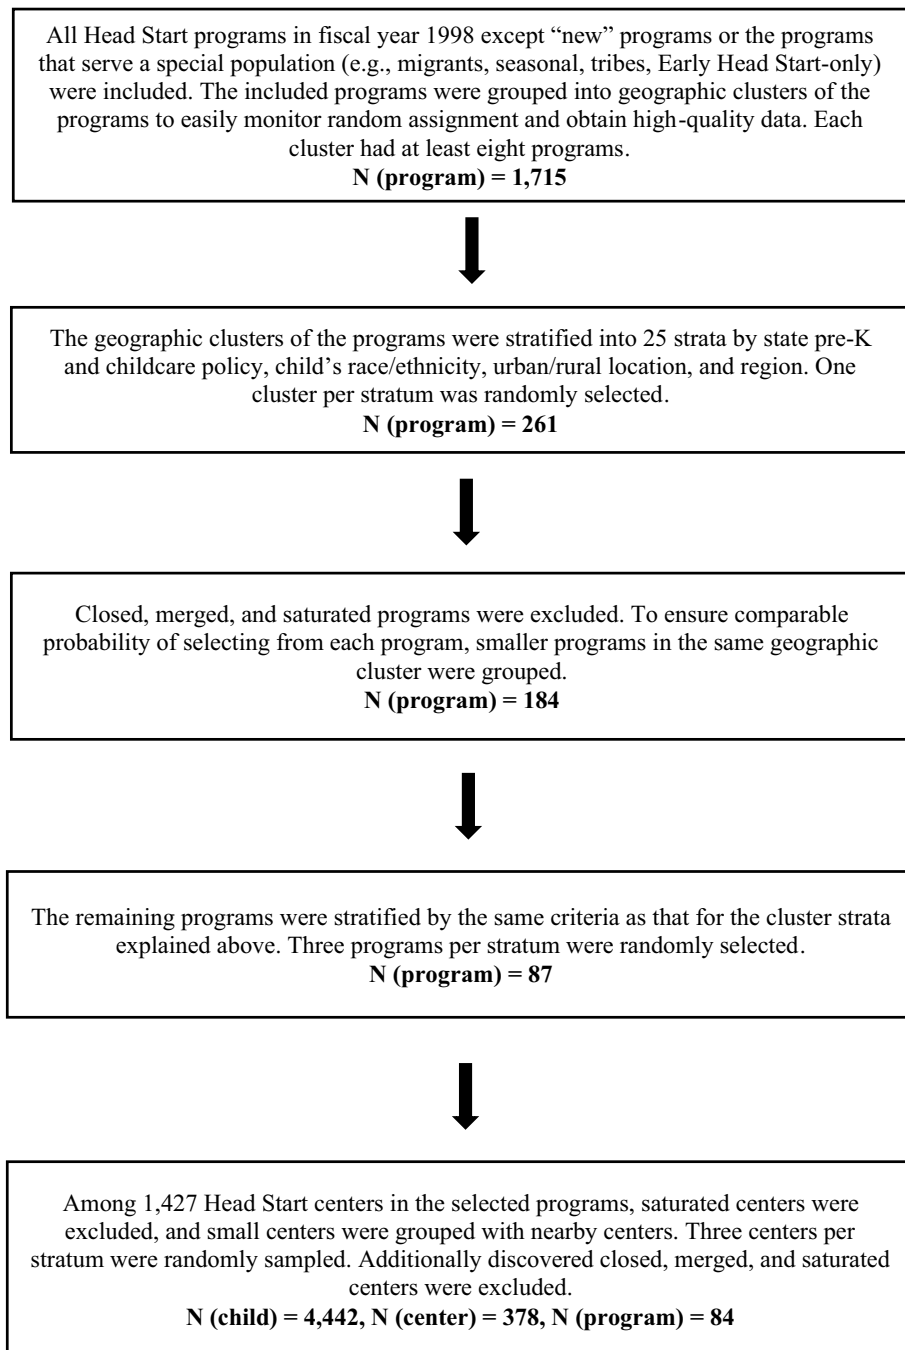 All Head Start programs in fiscal year 1998 except “new” programs or the programs
that serve a special population (e.g., migrants, seasonal, tribes, Early Head Start-only)
were included. The included programs were grouped into geographic clusters of the
programs to easily monitor random assignment and obtain high-quality data. Each
cluster had at least eight programs.
N (program) = 1,715
The geographic clusters of the programs were stratified into 25 strata by state pre-K
and childcare policy, child’s race/ethnicity, urban/rural location, and region. One
cluster per stratum was randomly selected.
N (program) = 261
Closed, merged, and saturated programs were excluded. To ensure comparable
probability of selecting from each program, smaller programs in the same geographic
cluster were grouped.
N (program) = 184
The remaining programs were stratified by the same criteria as that for the cluster strata
explained above. Three programs per stratum were randomly selected.
N (program) = 87
Among 1,427 Head Start centers in the selected programs, saturated centers were
excluded, and small centers were grouped with nearby centers. Three centers per
stratum were randomly sampled. Additionally discovered closed, merged, and saturated
centers were excluded.
N (child) = 4,442, N (center) = 378, N (program) = 84